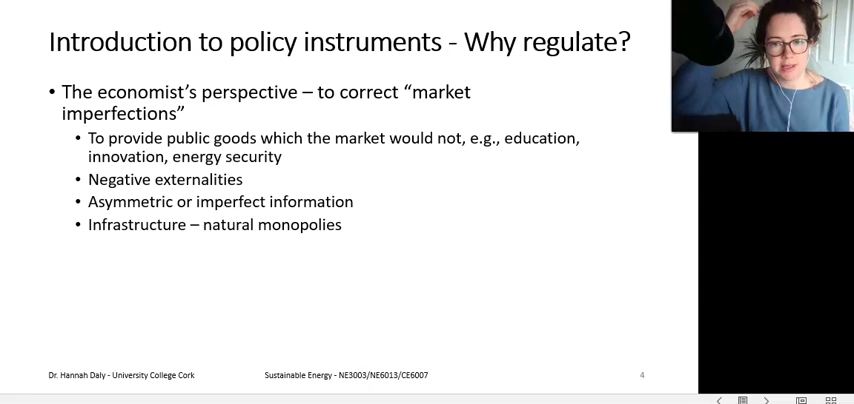 Introduction to policy instruments - Why regulate?
• The economist's perspective – to correct “market
imperfections”
• To provide public goods which the market would not, e.g., education,
innovation, energy security
• Negative externalities
• Asymmetric or imperfect information
• Infrastructure – natural monopolies
Dr. Hannah Daly - University College Cork
Sustainable Energy - NE3003/NE6013/CE6007
4